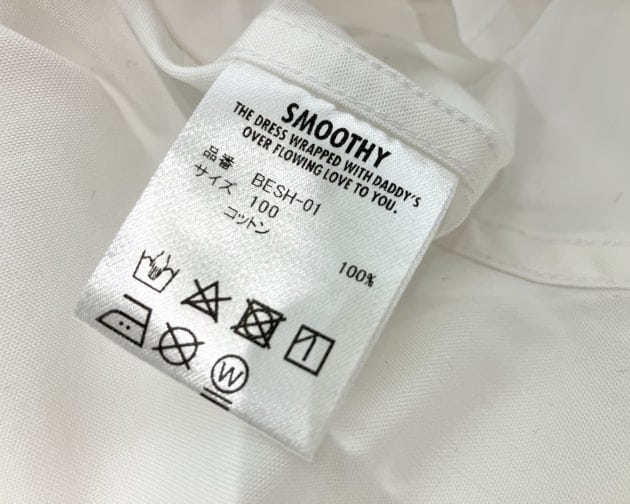 SMOOTHY
THE DRESS WRAPPED WITH DADDY'S
OVER FLOWING LOVE TO YOU.
品番 BESH-01
サイズ 100
コットン 100%
W